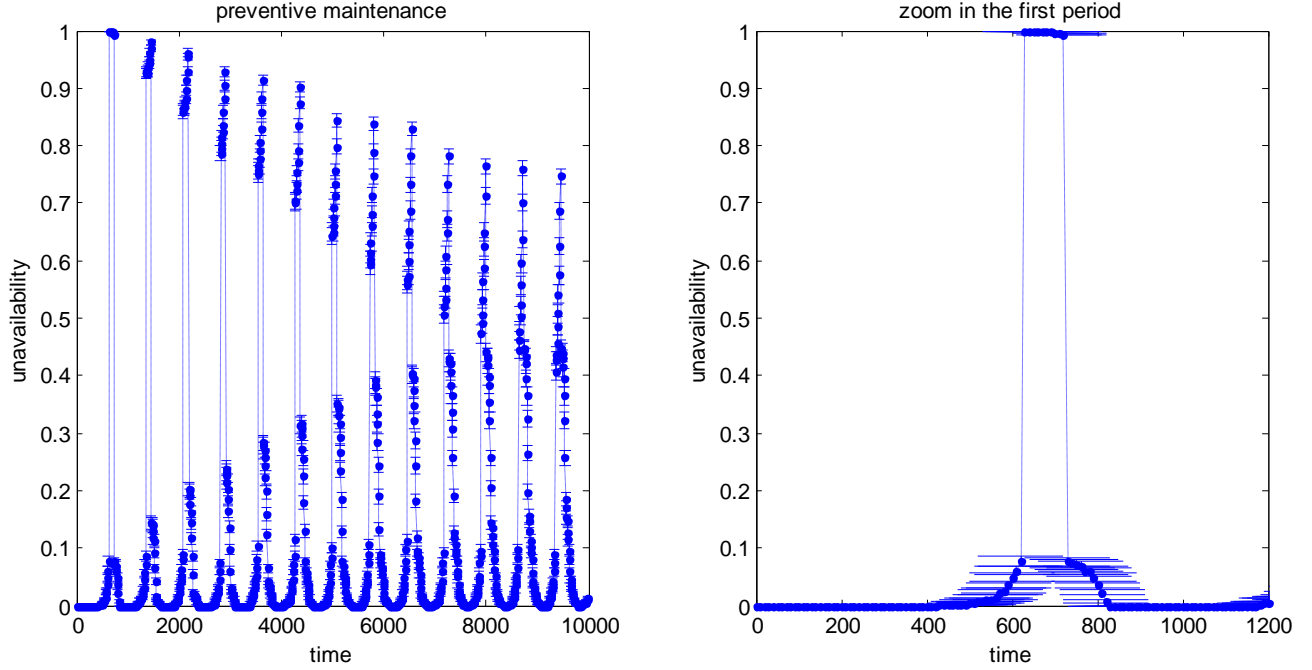 preventive maintenance
1
0.9
0.8
0.7
0.6
0.5
0.4
0.3
0.2
0.1
0
unavailability
0 2000 4000 6000 8000 10000
time
zoom in the first period
1
0.9
0.8
0.7
0.6
0.5
0.4
0.3
0.2
0.1
0
unavailability
0 200 400 600 800 1000 1200
time